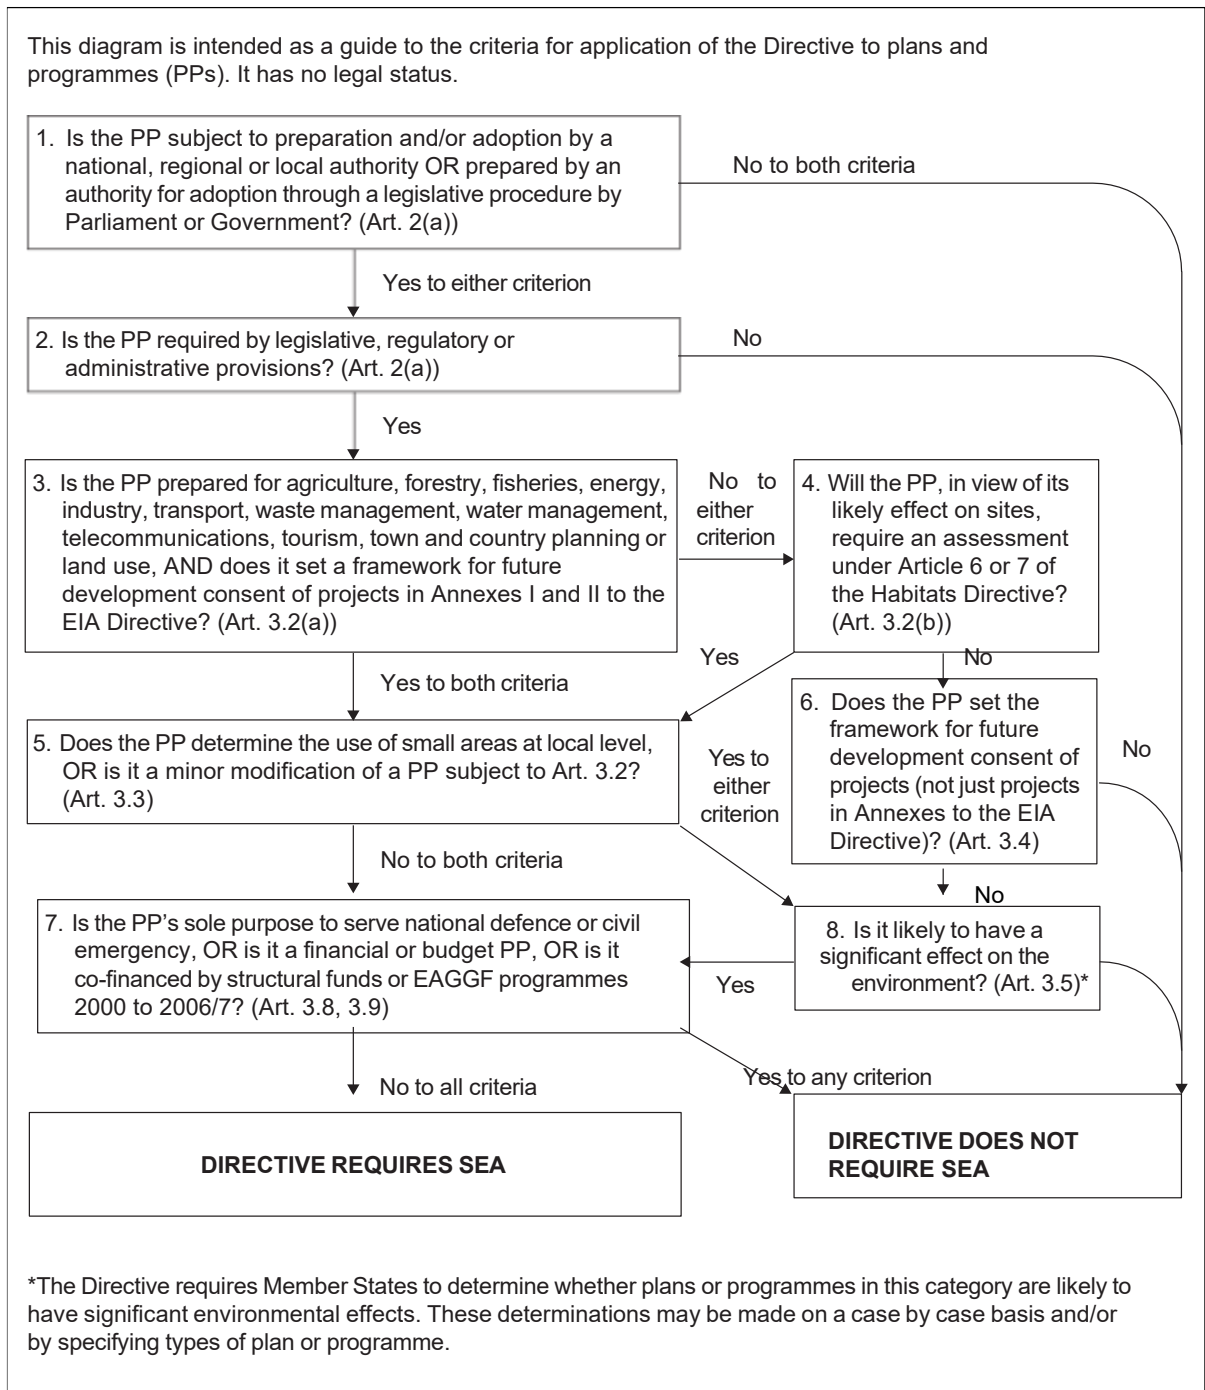 This diagram is intended as a guide to the criteria for application of the Directive to plans and
programmes (PPs). It has no legal status.
1. Is the PP subject to preparation and/or adoption by a
national, regional or local authority OR prepared by an
authority for adoption through a legislative procedure by
Parliament or Government? (Art. 2(a))
No to both criteria
Yes to either criterion
2. Is the PP required by legislative, regulatory or
administrative provisions? (Art. 2(a))
No
Yes
3. Is the PP prepared for agriculture, forestry, fisheries, energy,
industry, transport, waste management, water management,
telecommunications, tourism, town and country planning or
land use, AND does it set a framework for future
development consent of projects in Annexes I and II to the
EIA Directive? (Art. 3.2(a))
No to
either
criterion
4. Will the PP, in view of its
likely effect on sites,
require an assessment
under Article 6 or 7 of
the Habitats Directive?
(Art. 3.2(b))
Yes
No
Yes to both criteria
6. Does the PP set the
framework for future
development consent of
projects (not just projects
in Annexes to the EIA
Directive)? (Art. 3.4)
No
5. Does the PP determine the use of small areas at local level,
OR is it a minor modification of a PP subject to Art. 3.2?
(Art. 3.3)
Yes to
either
criterion
No to both criteria
No
7. Is the PP’s sole purpose to serve national defence or civil
emergency, OR is it a financial or budget PP, OR is it
co-financed by structural funds or EAGGF programmes
2000 to 2006/7? (Art. 3.8, 3.9)
Yes
8. Is it likely to have a
significant effect on the
environment? (Art. 3.5)*
No to all criteria
Yes to any criterion
DIRECTIVE REQUIRES SEA
DIRECTIVE DOES NOT
REQUIRE SEA
*The Directive requires Member States to determine whether plans or programmes in this category are likely to
have significant environmental effects. These determinations may be made on a case by case basis and/or
by specifying types of plan or programme.